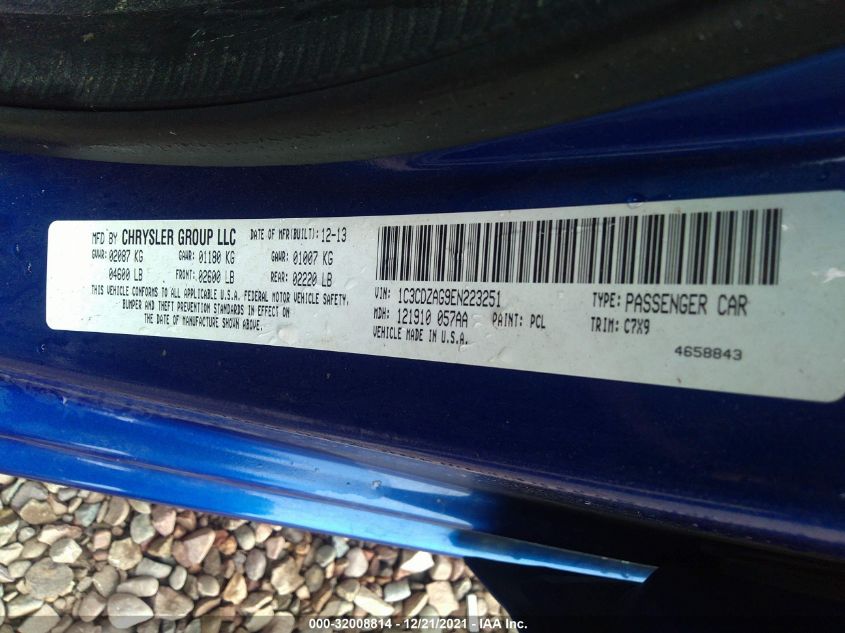 MFD BY CHRYSLER GROUP LLC DATE OF MFR(BUILT): 12-13
GVWR: 02087 KG GAWR: 01180 KG GAWR: 01007 KG
04600 LB FRONT: 02600 LB REAR: 02220 LB
THIS VEHICLE CONFORMS TO ALL APPLICABLE U.S.A. FEDERAL MOTOR VEHICLE SAFETY,
BUMPER AND THEFT PREVENTION STANDARDS IN EFFECT ON
THE DATE OF MANUFACTURE SHOWN ABOVE.
VIN: 1C3CDZAG9EN223251 TYPE: PASSENGER CAR
MDH: 121910 057AA PAINT: PCL TRIM: C7X9
VEHICLE MADE IN U.S.A.
4658843
000-32008814 - 12/21/2021 - IAA Inc.